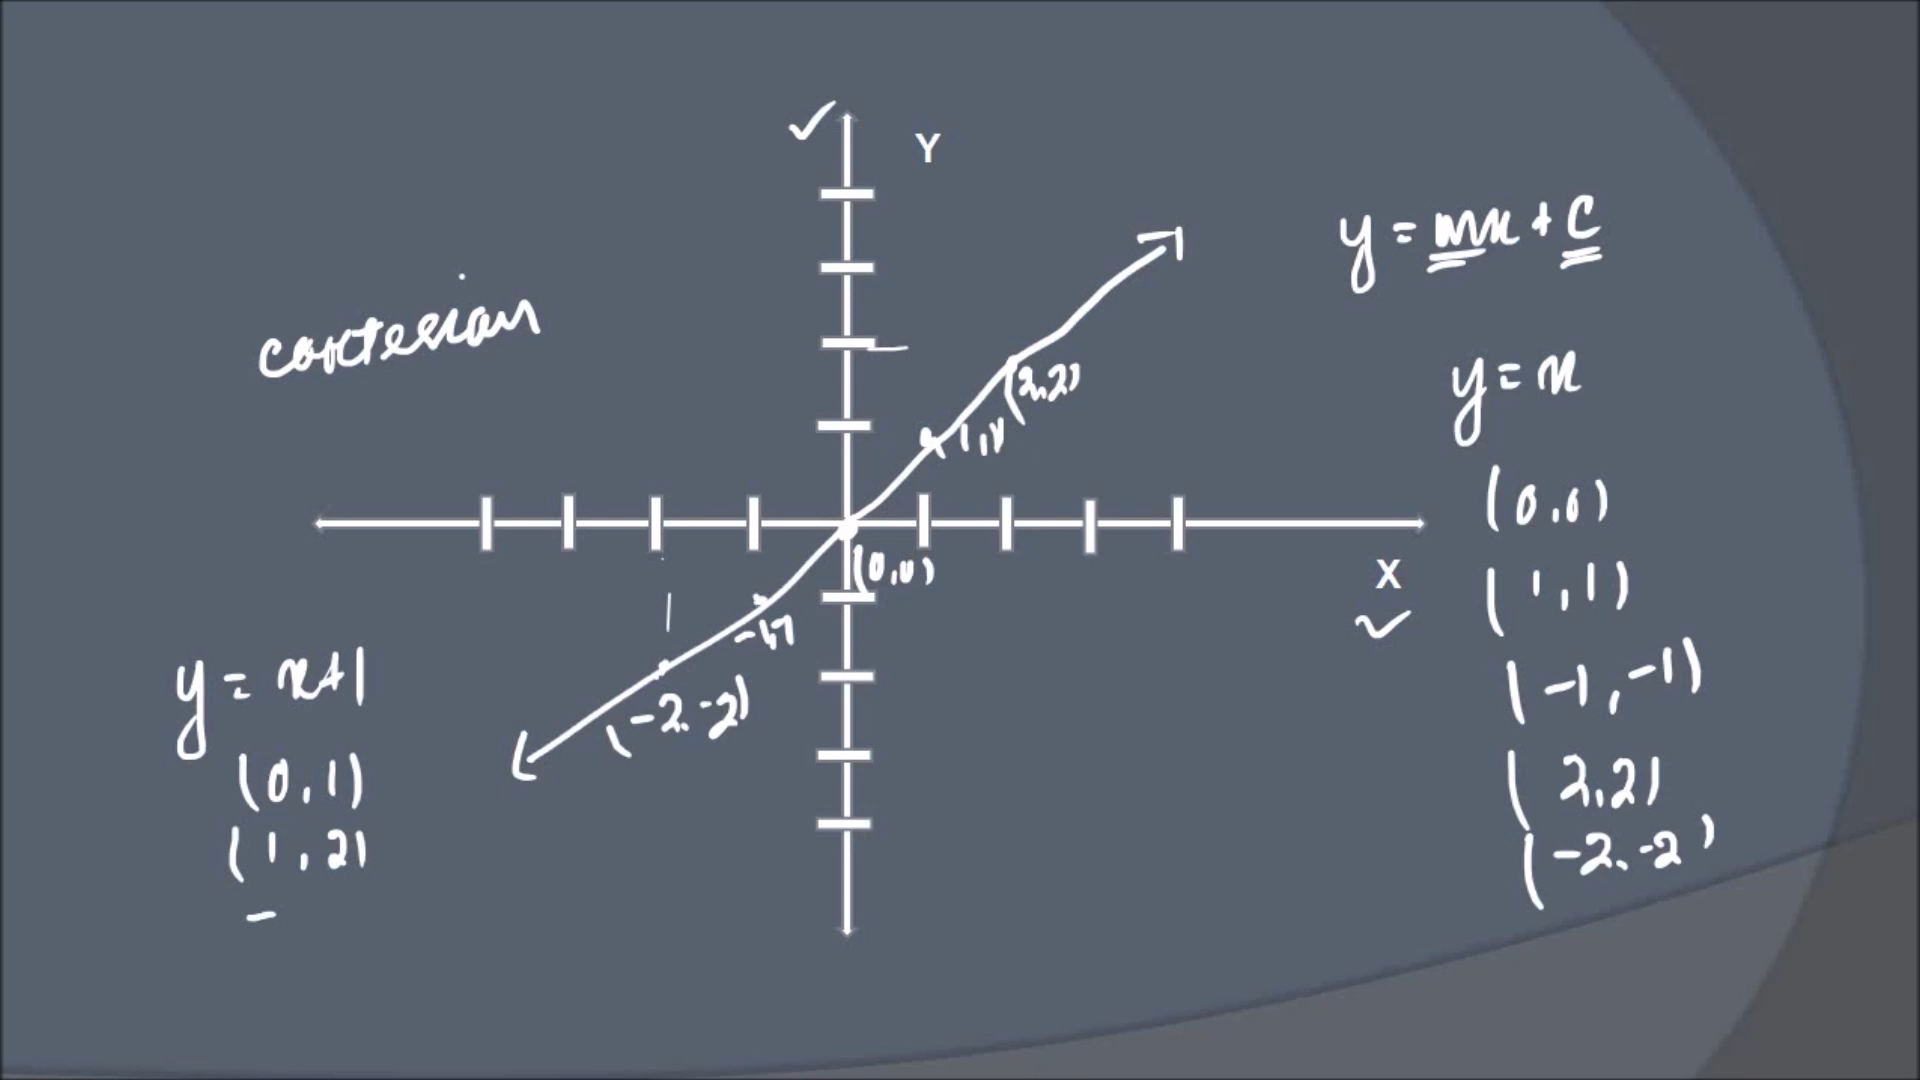 Y
y = mx + c
cartesian
y = x
(2,2)
(1,1)
(0,0)
(0,0)
X
(1,1)
y = x+1
(-1,-1)
(-2,-2)
(0,1)
(2,2)
(1,2)
(-2,-2)
-